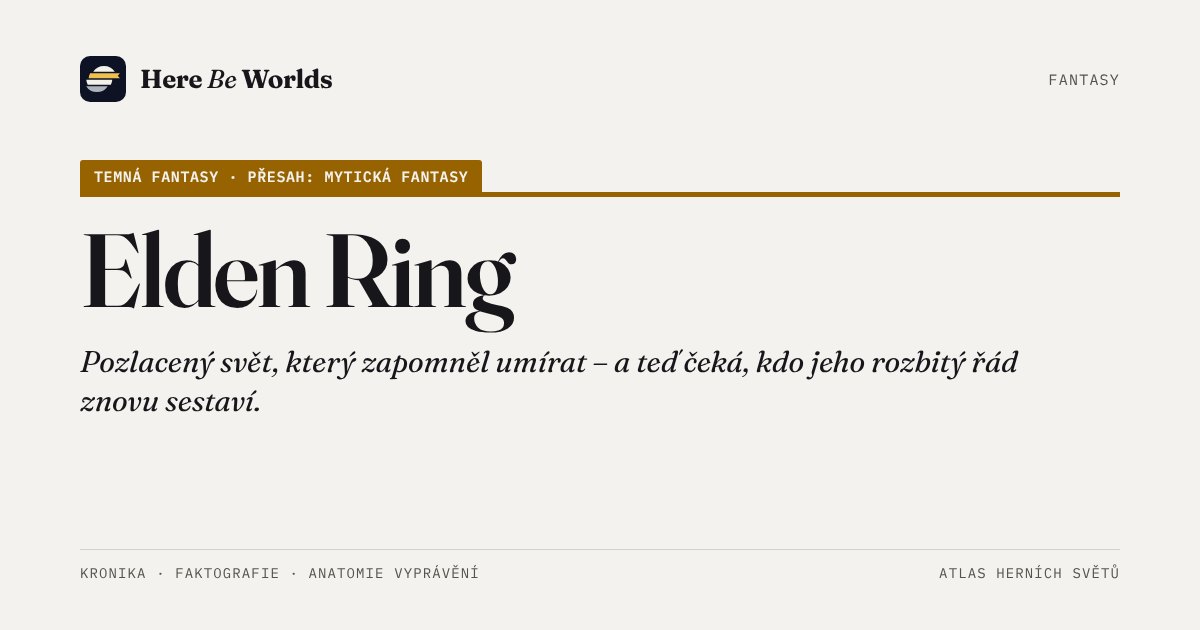 Here Be Worlds
FANTASY
TEMNÁ FANTASY · PŘESAH: MYTICKÁ FANTASY
Elden Ring
Pozlacený svět, který zapomněl umírat – a teď čeká, kdo jeho rozbitý řád
znovu sestaví.
KRONIKA · FAKTOGRAFIE · ANATOMIE VYPRÁVĚNÍ
ATLAS HERNÍCH SVĚTŮ